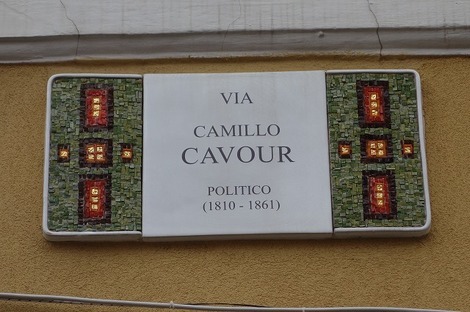 VIA
CAMILLO
CAVOUR
POLITICO
(1810 - 1861)